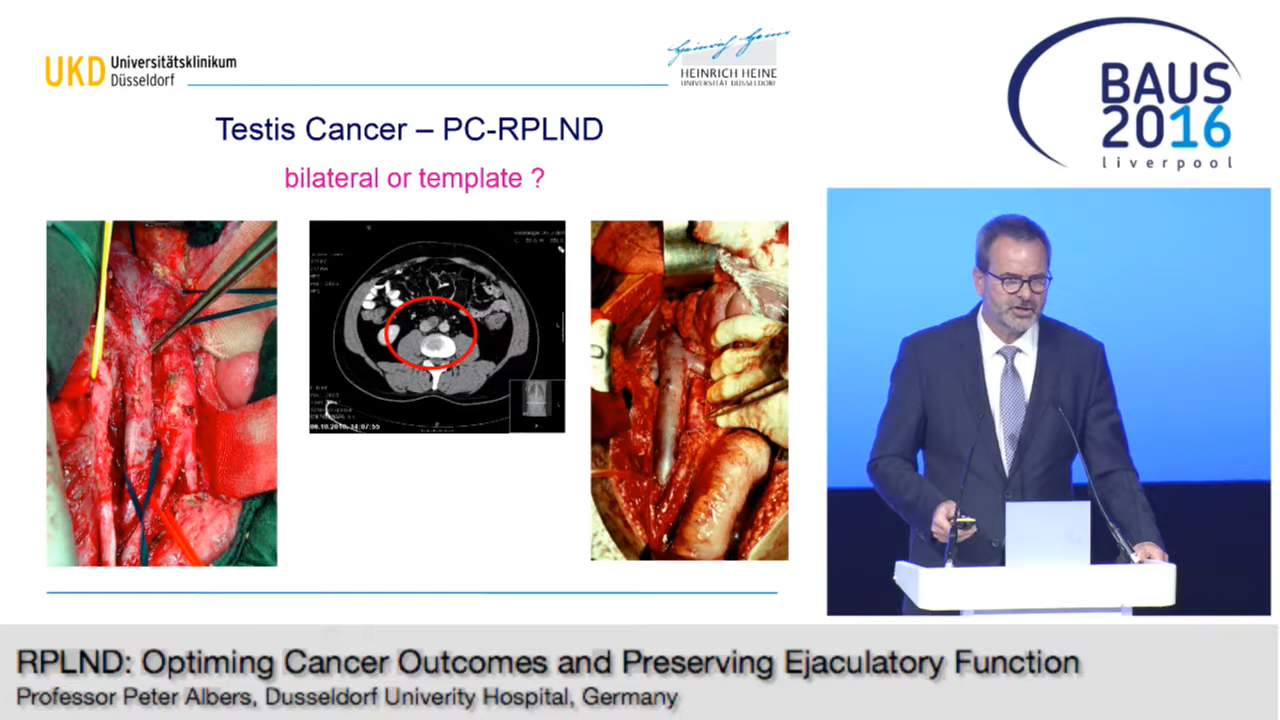 UKD Universitätsklinikum
Düsseldorf
HEINRICH HEINE
UNIVERSITÄT DÜSSELDORF
BAUS
2016
liverpool
Testis Cancer – PC-RPLND
bilateral or template ?
RPLND: Optiming Cancer Outcomes and Preserving Ejaculatory Function
Professor Peter Albers, Dusseldorf Univerity Hospital, Germany